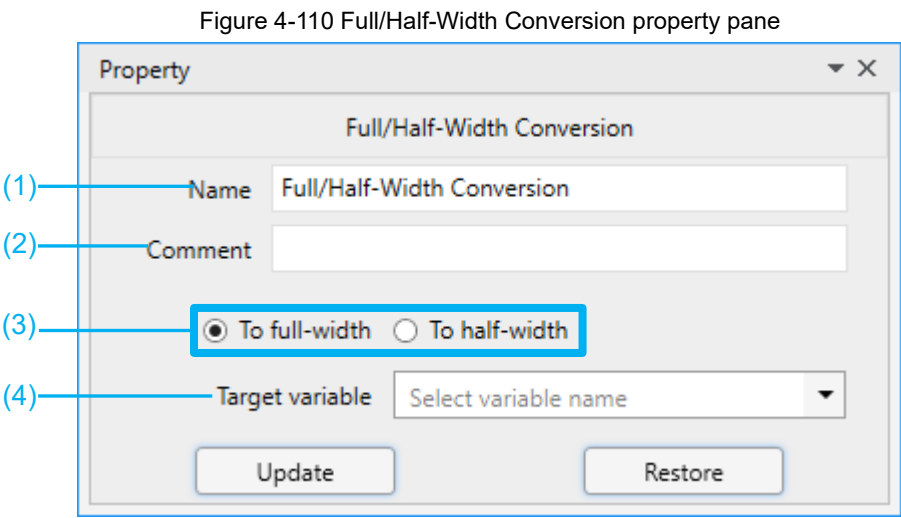 Figure 4-110 Full/Half-Width Conversion property pane
Property
Full/Half-Width Conversion
(1) Name Full/Half-Width Conversion
(2) Comment
(3) To full-width To half-width
(4) Target variable Select variable name
Update Restore